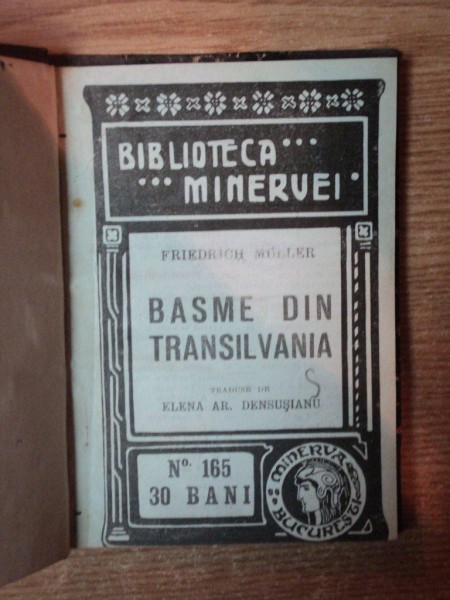 BIBLIOTECA
MINERVEI
FRIEDRICH MÜLLER
BASME DIN
TRANSILVANIA
TRADUSE DE
ELENA AR. DENSUȘIANU
No. 165
30 BANI
MINERVA
BUCUREȘTI